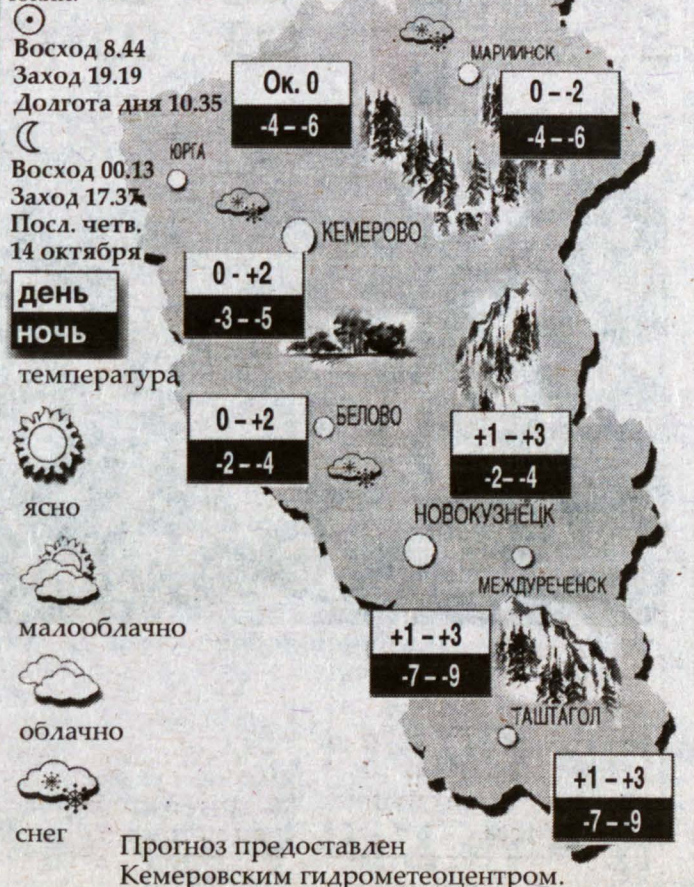 Восход 8.44
Заход 19.19
Долгота дня 10.35
Восход 00.13
Заход 17.37
Посл. четв.
14 октября
день
ночь
температура
ясно
малооблачно
облачно
снег
МАРИИНСК
Ок. 0
-4 – -6
0 – -2
-4 – -6
ЮРГА
КЕМЕРОВО
0 - +2
-3 – -5
0 – +2
-2 – -4
БЕЛОВО
+1 – +3
-2– -4
НОВОКУЗНЕЦК
МЕЖДУРЕЧЕНСК
+1 – +3
-7 – -9
ТАШТАГОЛ
+1 – +3
-7 – -9
Прогноз предоставлен
Кемеровским гидрометеоцентром.